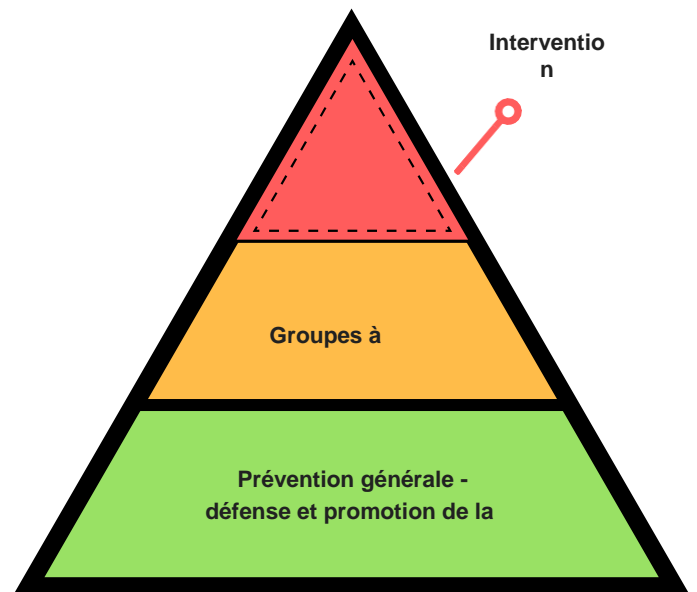 Interventio
n
Groupes à
Prévention générale -
défense et promotion de la